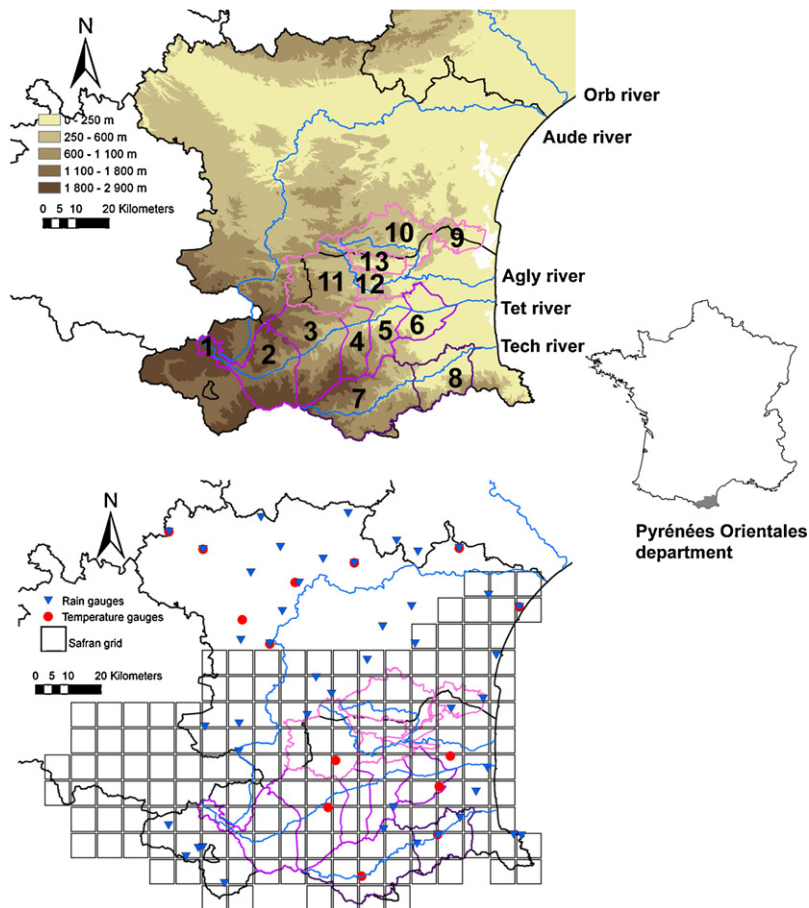 N
0 - 250 m
250 - 600 m
600 - 1 100 m
1 100 - 1 800 m
1 800 - 2 900 m
0 5 10 20 Kilometers
Orb river
Aude river
10
9
13
11
12
Agly river
Tet river
3
6
1
2
4
5
Tech river
7
8
Pyrénées Orientales
department
N
Rain gauges
Temperature gauges
Safran grid
0 5 10 20 Kilometers